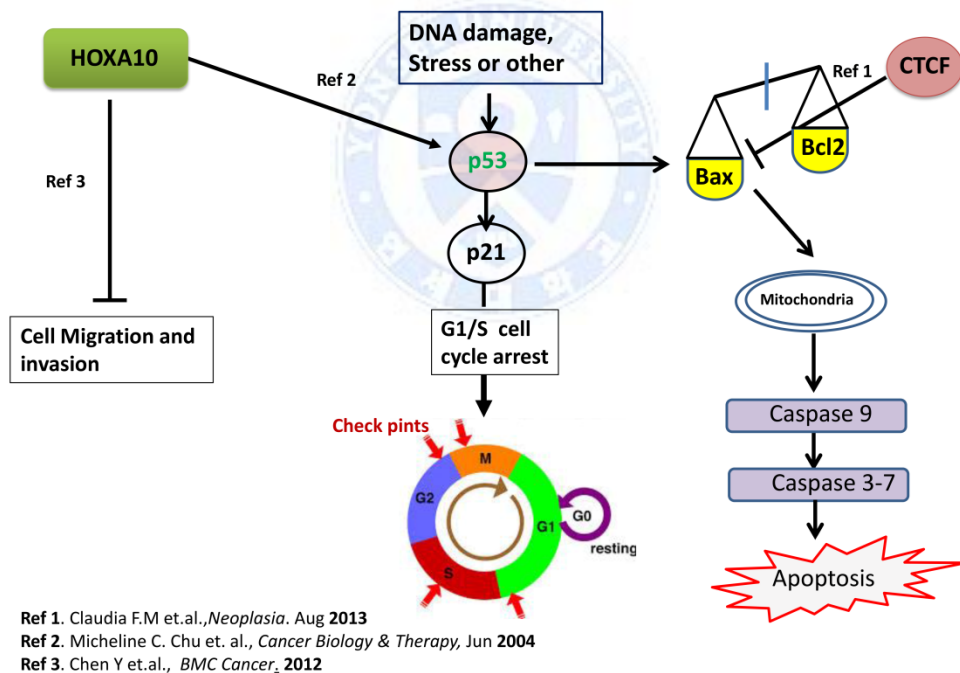 HOXA10
DNA damage,
Stress or other
CTCF
Ref 2
Ref 1
p53
Bax
Bcl2
Ref 3
p21
Mitochondria
Cell Migration and
invasion
G1/S cell
cycle arrest
Check pints
Caspase 9
M
G2
G1
G0
resting
S
Caspase 3-7
Apoptosis
Ref 1. Claudia F.M et.al.,Neoplasia. Aug 2013
Ref 2. Micheline C. Chu et. al., Cancer Biology & Therapy, Jun 2004
Ref 3. Chen Y et.al., BMC Cancer. 2012